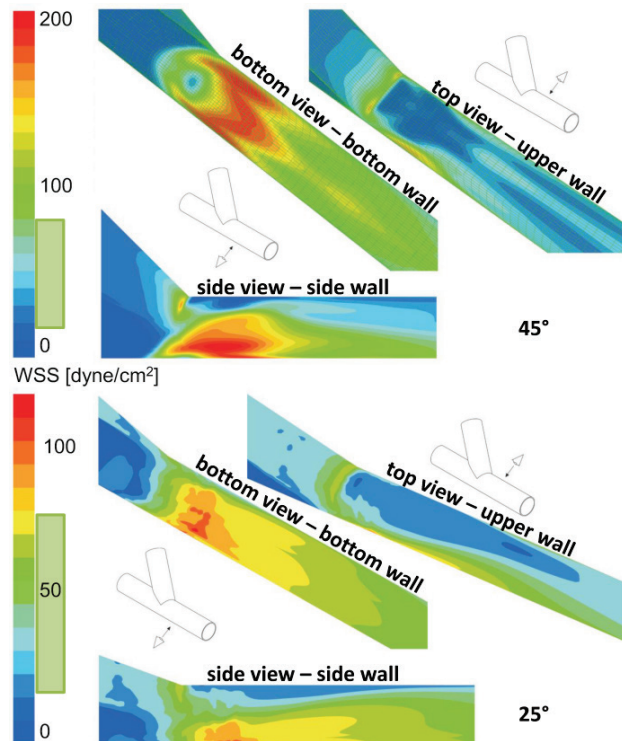 200
bottom view – bottom wall
top view – upper wall
100
side view – side wall
45°
0
WSS [dyne/cm²]
100
bottom view – bottom wall
top view – upper wall
50
side view – side wall
25°
0